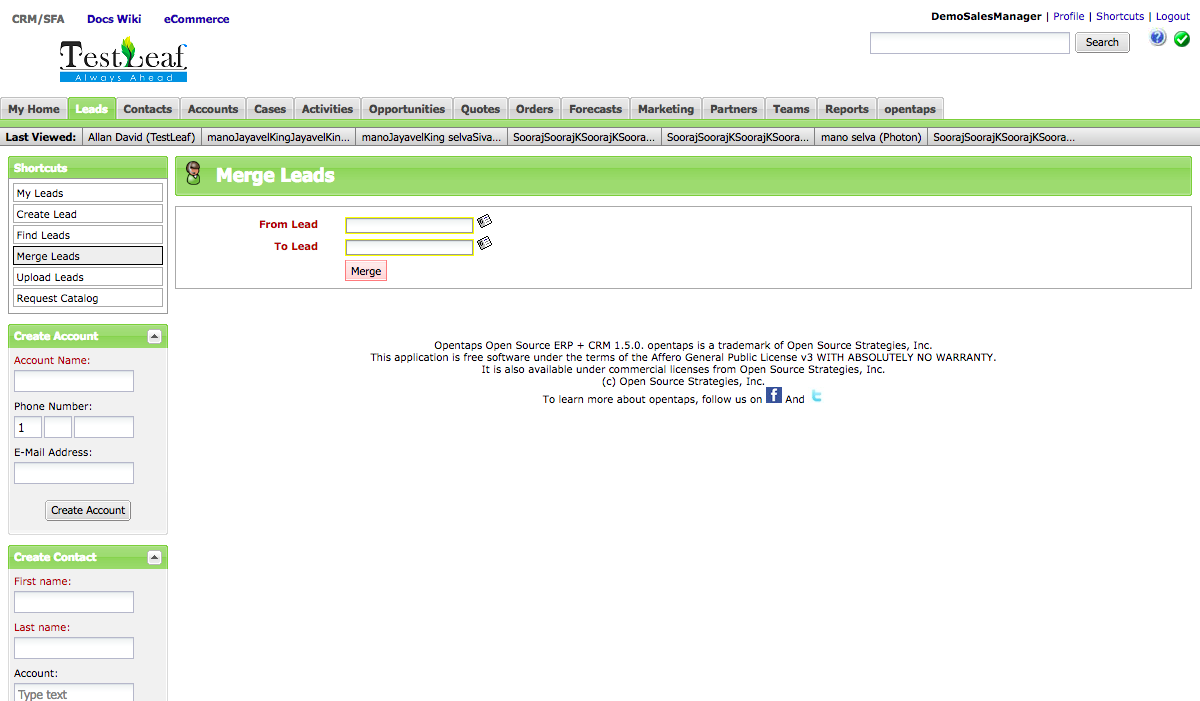 CRM/SFA Docs Wiki eCommerce
DemoSalesManager | Profile | Shortcuts | Logout
TestLeaf
Always Ahead
Search
?
My Home Leads Contacts Accounts Cases Activities Opportunities Quotes Orders Forecasts Marketing Partners Teams Reports opentaps
Last Viewed: Allan David (TestLeaf) manoJayavelKingJayavelKin... manoJayavelKing selvaSiva... SoorajSoorajKSoorajKSoora... SoorajSoorajKSoorajKSoora... mano selva (Photon) SoorajSoorajKSoorajKSoora...
Shortcuts
My Leads
Create Lead
Find Leads
Merge Leads
Upload Leads
Request Catalog
Merge Leads
From Lead
To Lead
Merge
Create Account
Account Name:
Phone Number:
1
E-Mail Address:
Create Account
Create Contact
First name:
Last name:
Account:
Type text
Opentaps Open Source ERP + CRM 1.5.0. opentaps is a trademark of Open Source Strategies, Inc.
This application is free software under the terms of the Affero General Public License v3 WITH ABSOLUTELY NO WARRANTY.
It is also available under commercial licenses from Open Source Strategies, Inc.
(c) Open Source Strategies, Inc.
To learn more about opentaps, follow us on f And t